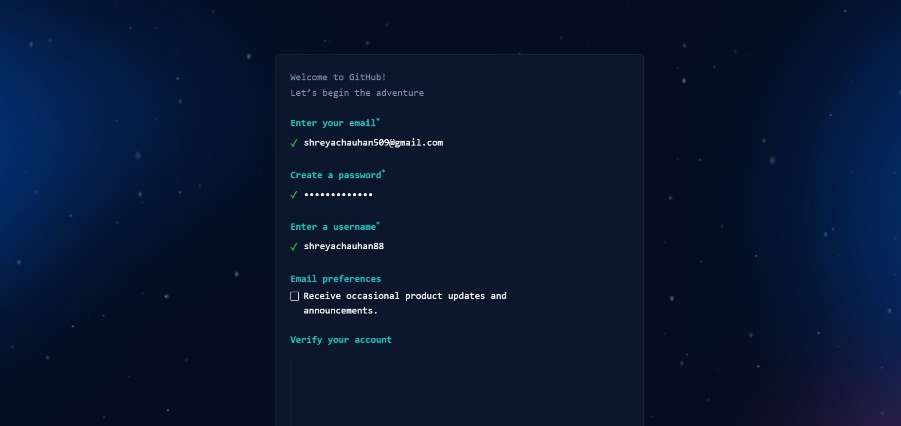 Welcome to GitHub!
Let's begin the adventure
Enter your email*
✓ shreyachauhan509@gmail.com
Create a password*
✓ •••••••••••••
Enter a username*
✓ shreyachauhan88
Email preferences
Receive occasional product updates and
announcements.
Verify your account